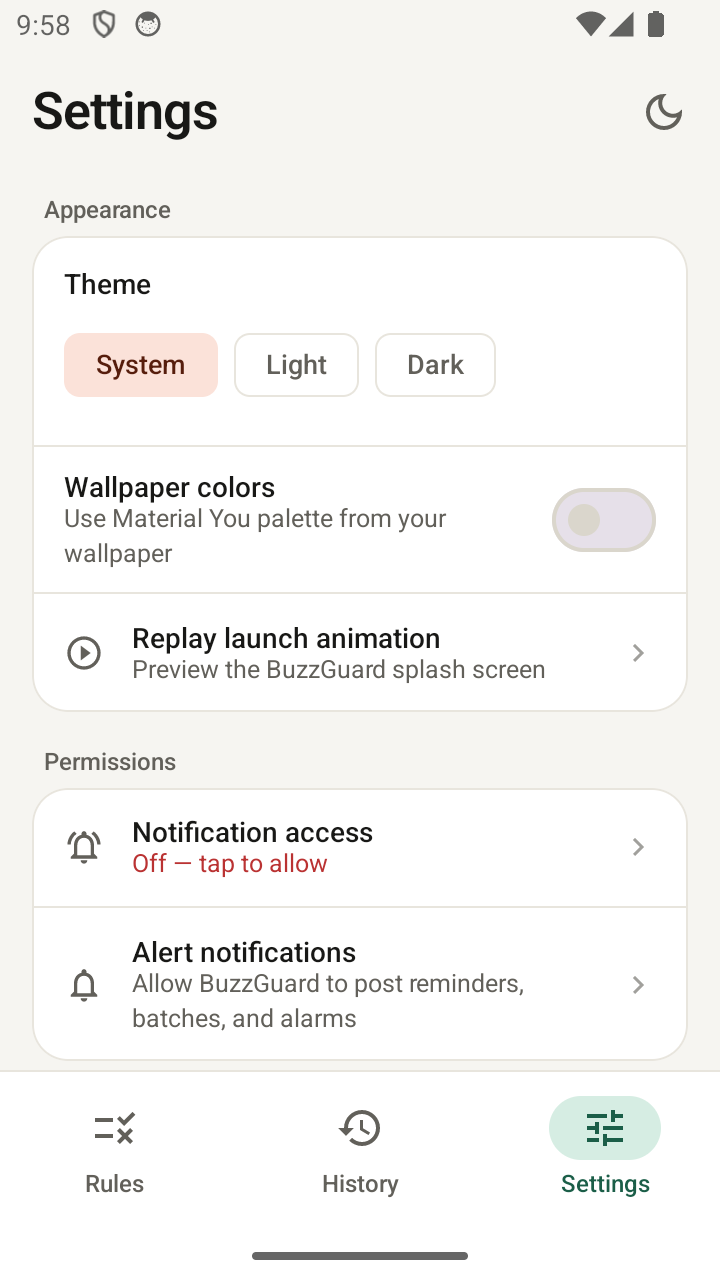 9:58
Settings
Appearance
Theme
System
Light
Dark
Wallpaper colors
Use Material You palette from your
wallpaper
Replay launch animation
Preview the BuzzGuard splash screen
Permissions
Notification access
Off — tap to allow
Alert notifications
Allow BuzzGuard to post reminders,
batches, and alarms
Rules
History
Settings